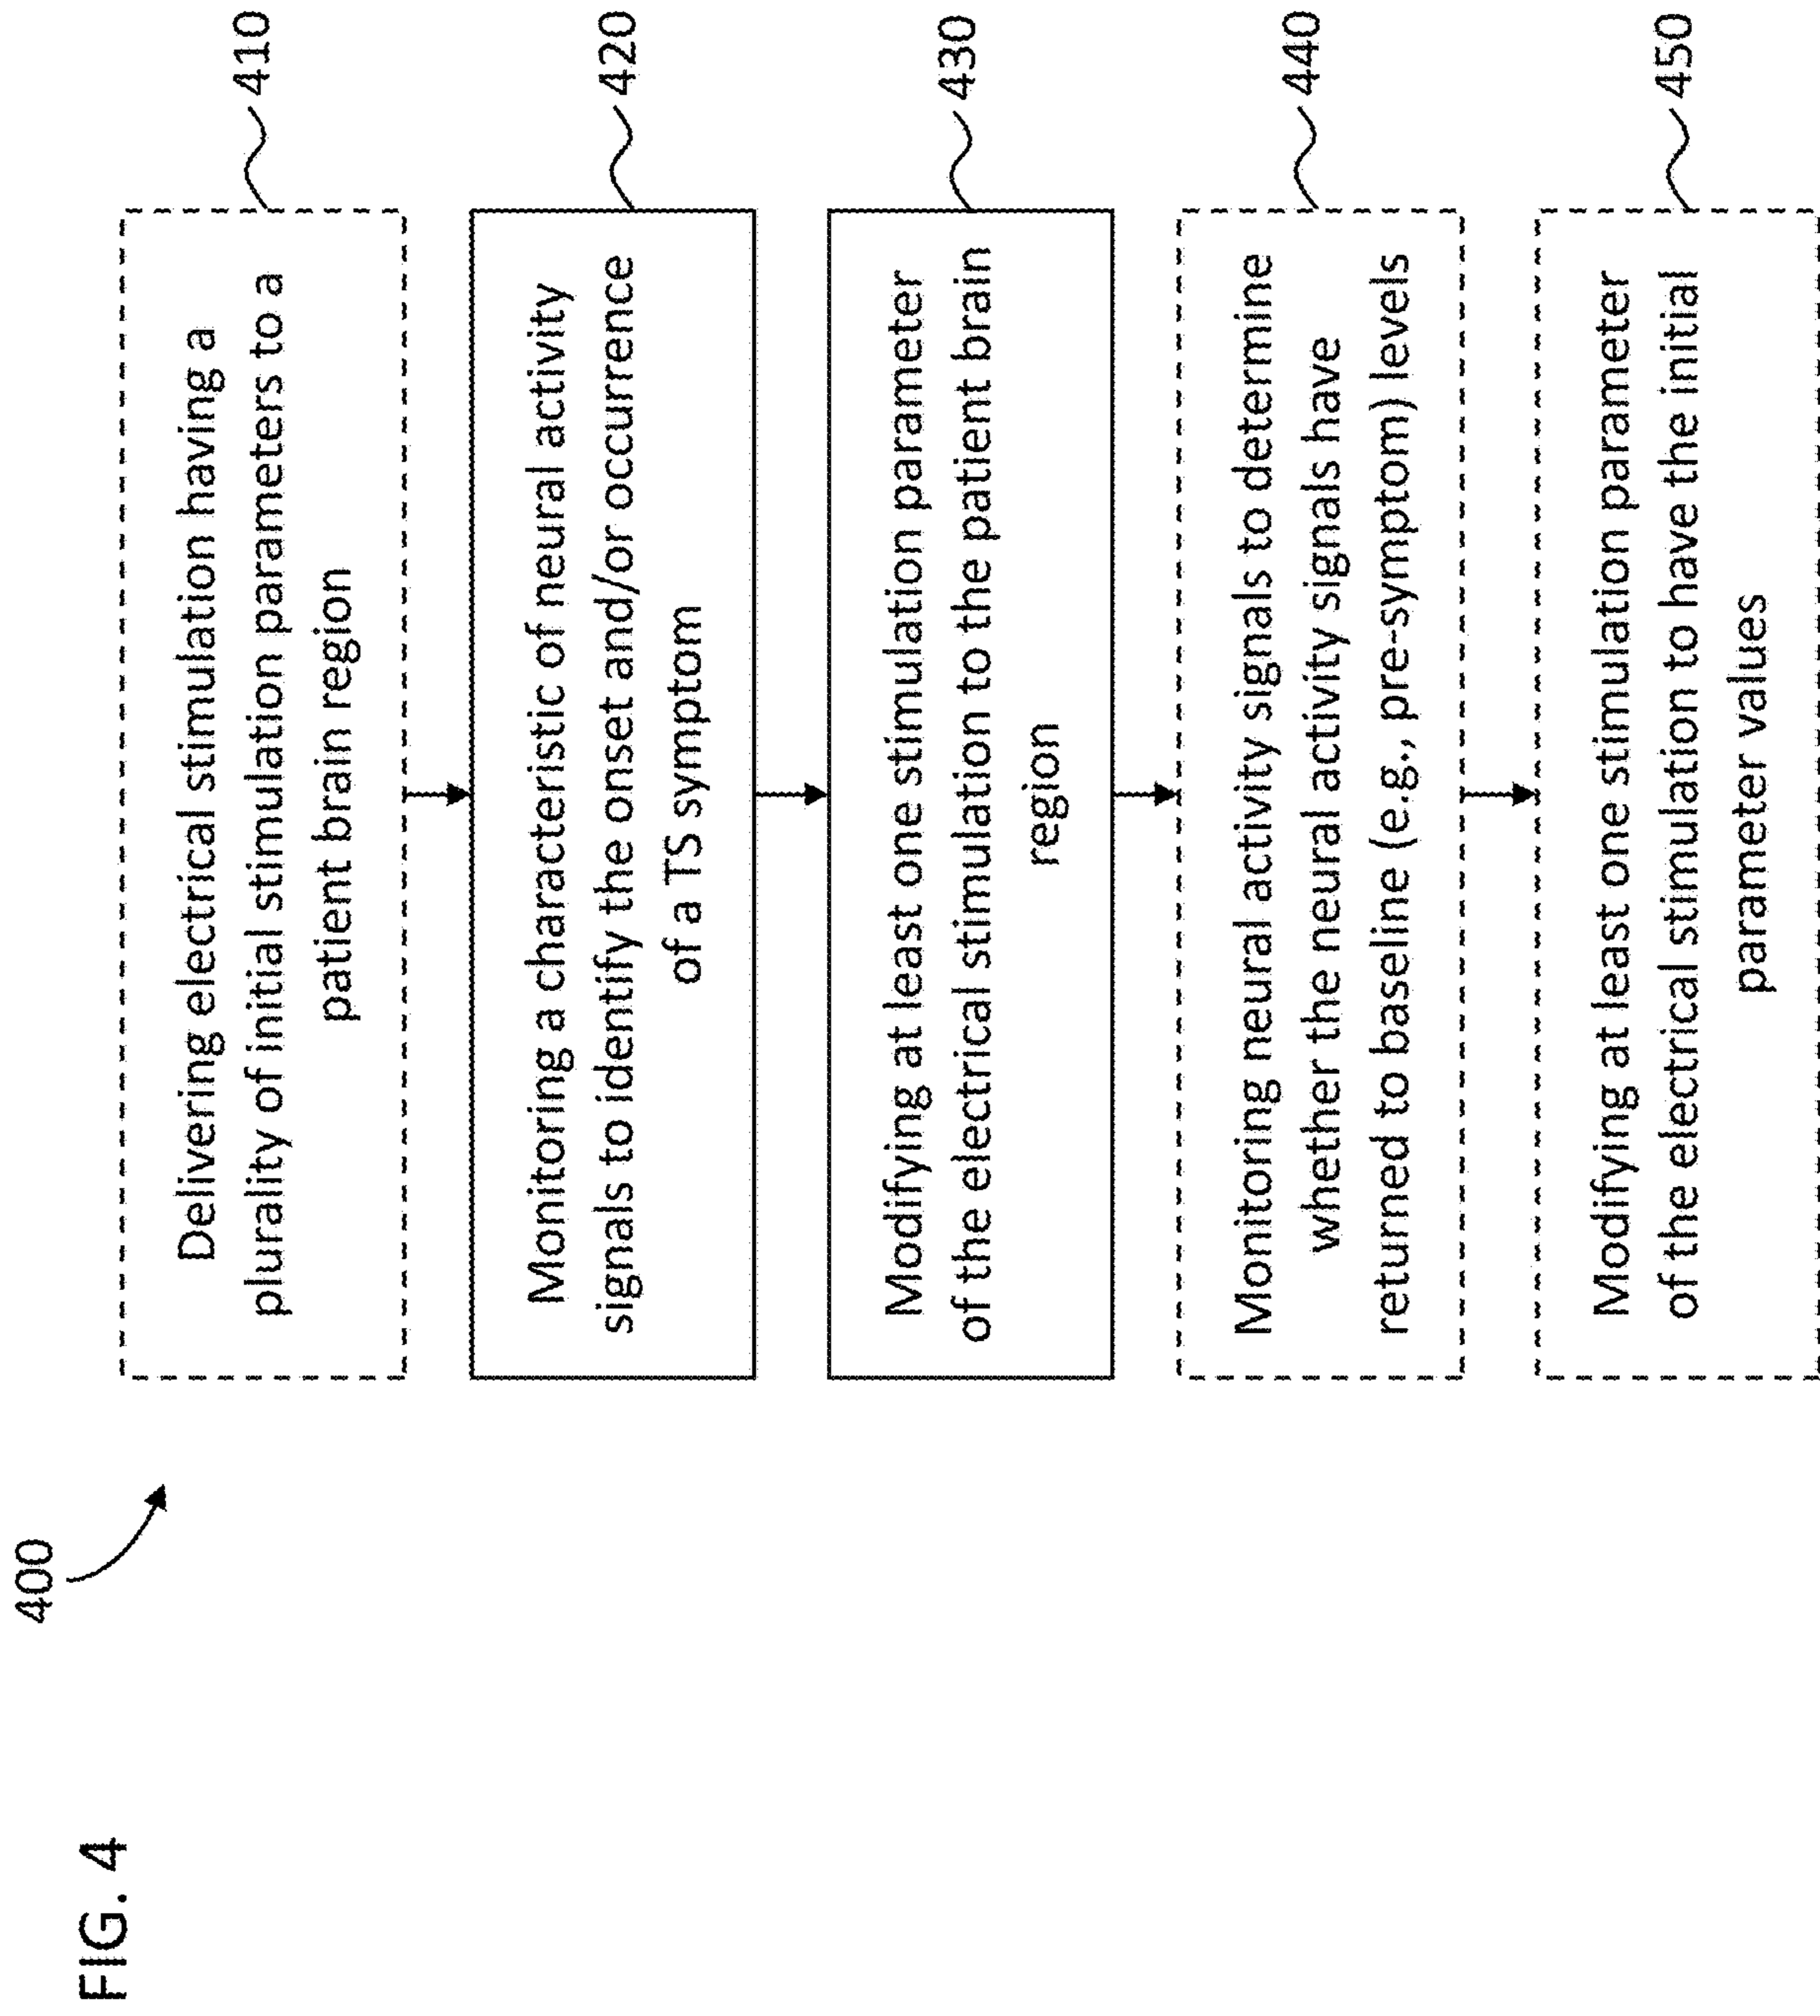 FIG. 4
400
Delivering electrical stimulation having a
plurality of initial stimulation parameters to a
patient brain region
410
Monitoring a characteristic of neural activity
signals to identify the onset and/or occurrence
of a TS symptom
420
Modifying at least one stimulation parameter
of the electrical stimulation to the patient brain
region
430
Monitoring neural activity signals to determine
whether the neural activity signals have
returned to baseline (e.g., pre-symptom) levels
440
Modifying at least one stimulation parameter
of the electrical stimulation to have the initial
parameter values
450